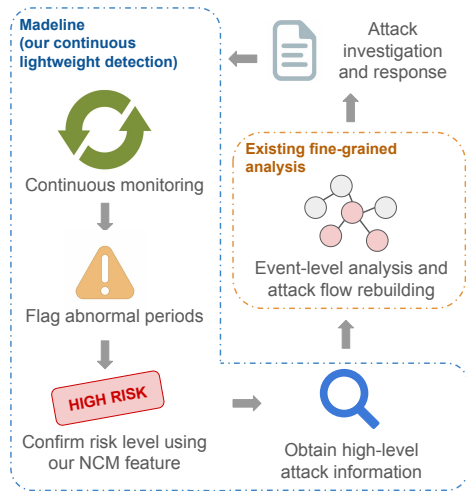 Madeline
(our continuous
lightweight detection)
Continuous monitoring
Flag abnormal periods
HIGH RISK
Confirm risk level using
our NCM feature
Obtain high-level
attack information
Existing fine-grained
analysis
Event-level analysis and
attack flow rebuilding
Attack
investigation
and response